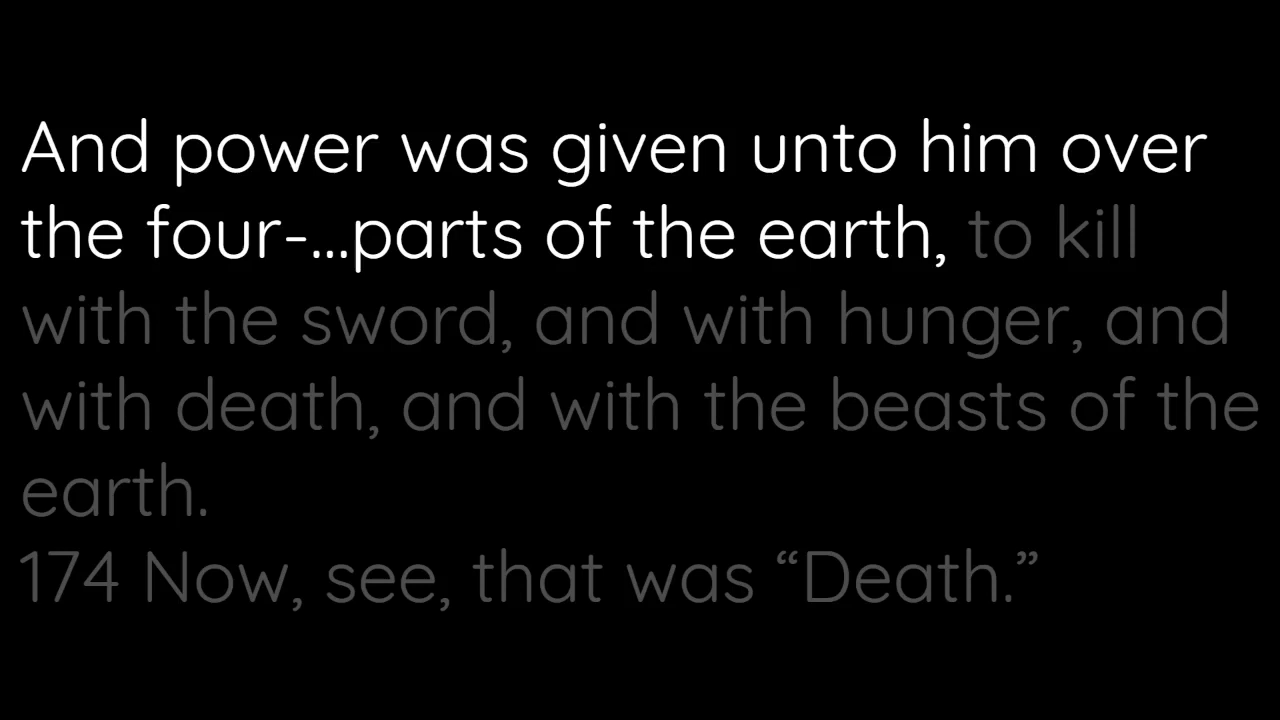 And power was given unto him over
the four-...parts of the earth, to kill
with the sword, and with hunger, and
with death, and with the beasts of the
earth.
174 Now, see, that was “Death.”